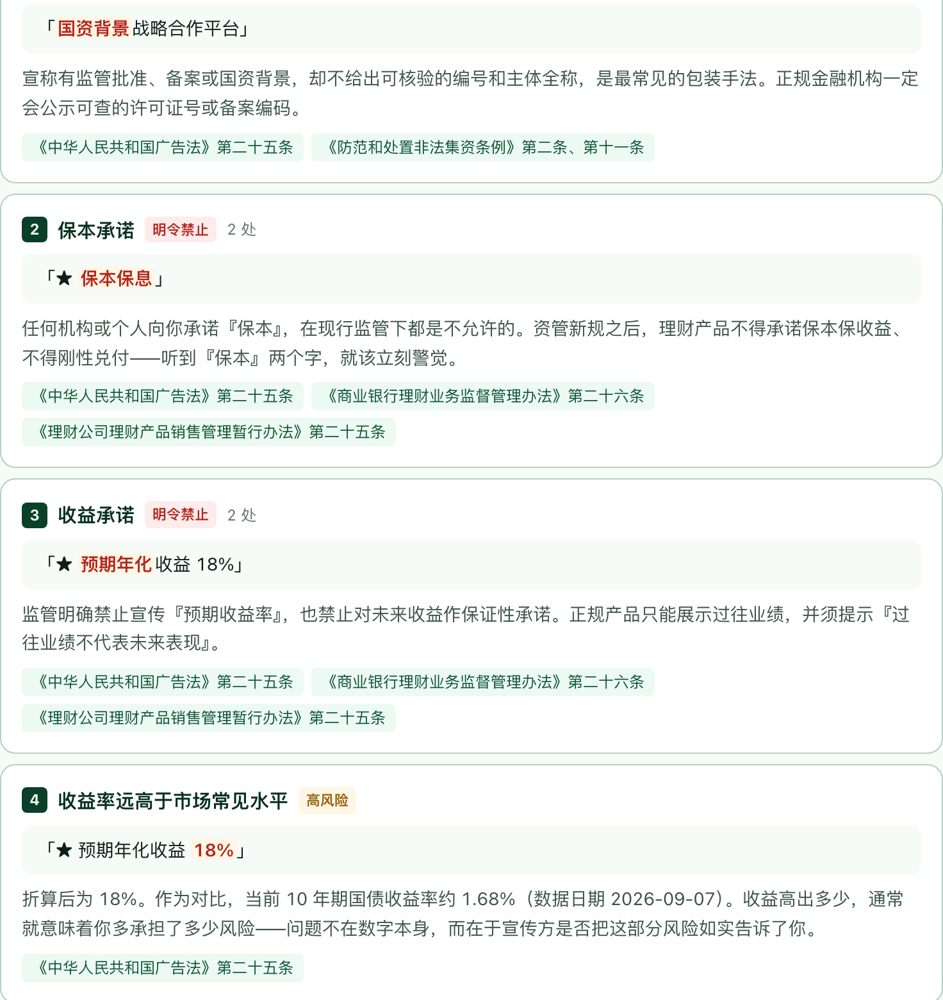 「国资背景战略合作平台」
宣称有监管批准、备案或国资背景，却不给出可核验的编号和主体全称，是最常见的包装手法。正规金融机构一定
会公示可查的许可证号或备案编码。
《中华人民共和国广告法》第二十五条 《防范和处置非法集资条例》第二条、第十一条
2 保本承诺 明令禁止 2 处
「★ 保本保息」
任何机构或个人向你承诺『保本』，在现行监管下都是不允许的。资管新规之后，理财产品不得承诺保本保收益、
不得刚性兑付——听到『保本』两个字，就该立刻警觉。
《中华人民共和国广告法》第二十五条 《商业银行理财业务监督管理办法》第二十六条
《理财公司理财产品销售管理暂行办法》第二十五条
3 收益承诺 明令禁止 2 处
「★ 预期年化收益 18%」
监管明确禁止宣传『预期收益率』，也禁止对未来收益作保证性承诺。正规产品只能展示过往业绩，并须提示『过
往业绩不代表未来表现』。
《中华人民共和国广告法》第二十五条 《商业银行理财业务监督管理办法》第二十六条
《理财公司理财产品销售管理暂行办法》第二十五条
4 收益率远高于市场常见水平 高风险
「★ 预期年化收益 18%」
折算后为 18%。作为对比，当前 10 年期国债收益率约 1.68%（数据日期 2026-09-07）。收益高出多少，通常
就意味着你多承担了多少风险——问题不在数字本身，而在于宣传方是否把这部分风险如实告诉了你。
《中华人民共和国广告法》第二十五条